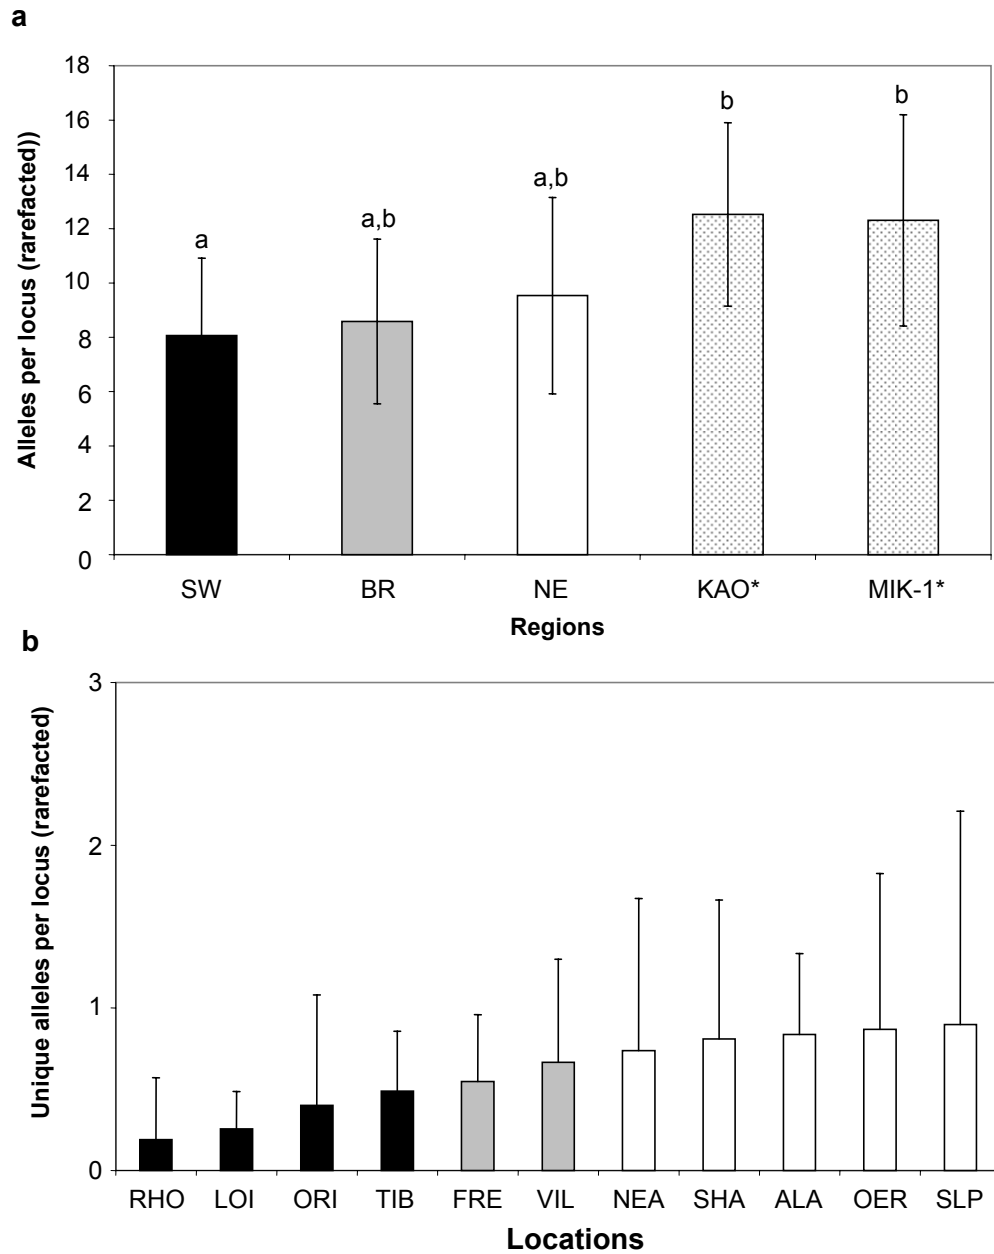 a
Alleles per locus (rarefacted))
18
16
14
12
10
8
6
4
2
0
a
a,b
a,b
b
b
SW BR NE KAO* MIK-1*
Regions
b
Unique alleles per locus (rarefacted)
3
2
1
0
RHO LOI ORI TIB FRE VIL NEA SHA ALA OER SLP
Locations